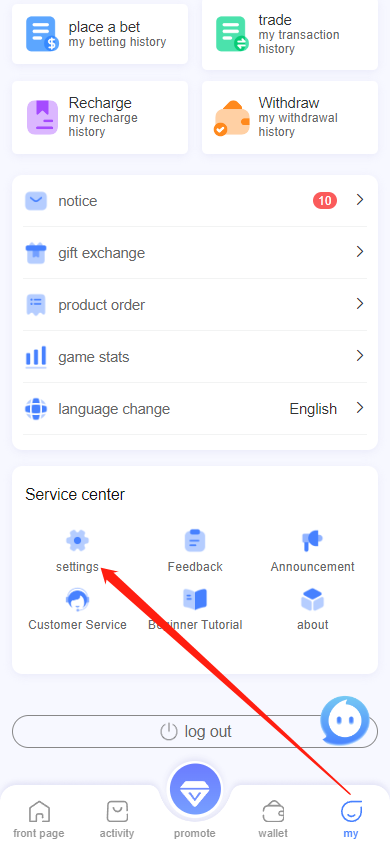 place a bet
my betting history
trade
my transaction
history
Recharge
my recharge
history
Withdraw
my withdrawal
history
notice
10
gift exchange
product order
game stats
language change
English
Service center
settings
Feedback
Announcement
Customer Service
Beginner Tutorial
about
log out
front page
activity
promote
wallet
my